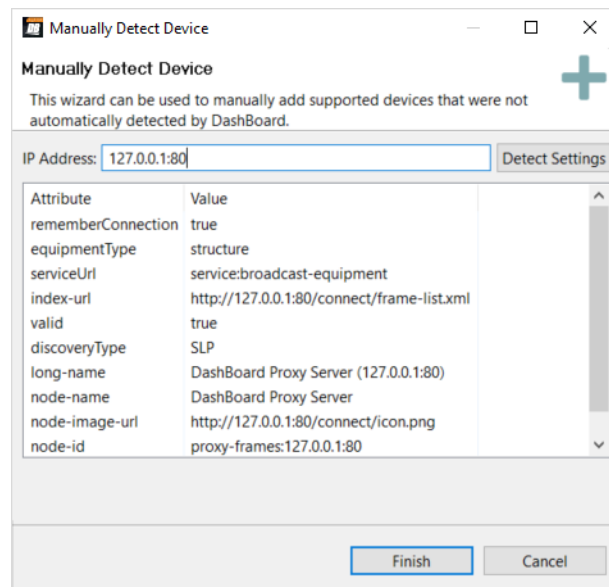 Manually Detect Device
Manually Detect Device
This wizard can be used to manually add supported devices that were not
automatically detected by DashBoard.
IP Address: 127.0.0.1:80 Detect Settings
Attribute Value
rememberConnection true
equipmentType structure
serviceUrl service:broadcast-equipment
index-url http://127.0.0.1:80/connect/frame-list.xml
valid true
discoveryType SLP
long-name DashBoard Proxy Server (127.0.0.1:80)
node-name DashBoard Proxy Server
node-image-url http://127.0.0.1:80/connect/icon.png
node-id proxy-frames:127.0.0.1:80
Finish Cancel